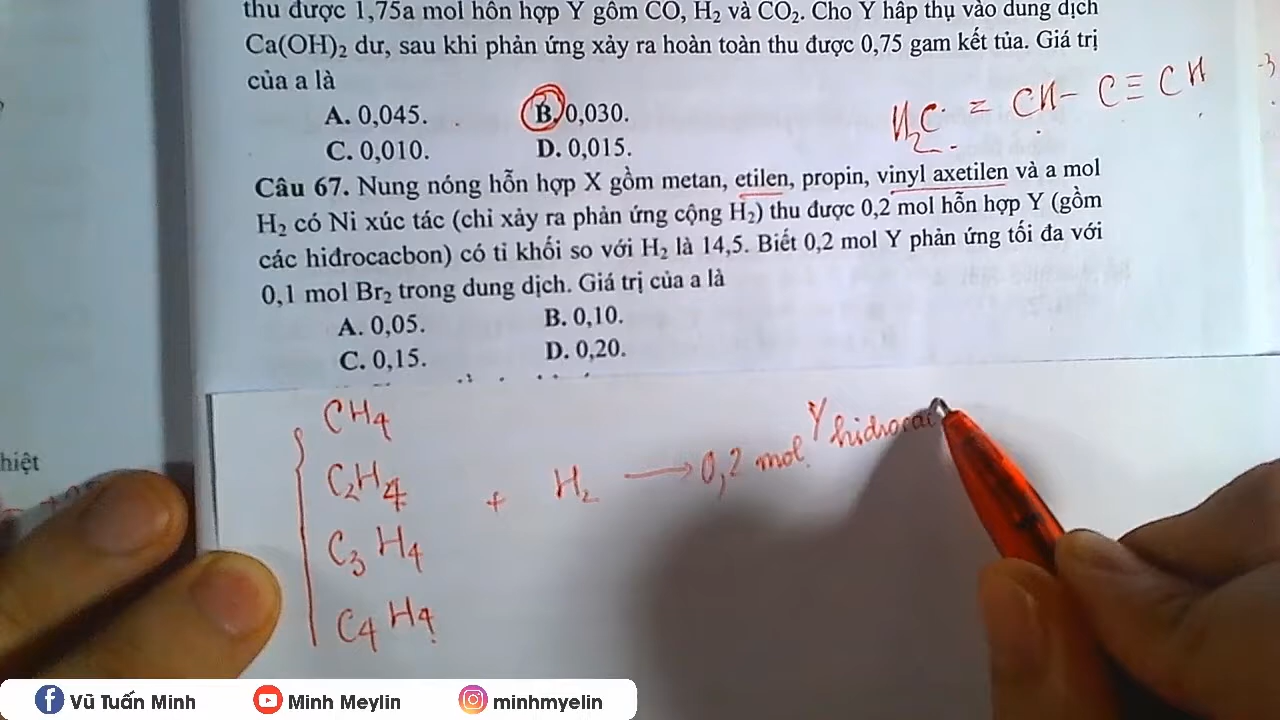 thu được 1,75a mol hỗn hợp Y gồm CO, H₂ và CO₂. Cho Y hấp thụ vào dung dịch
Ca(OH)₂ dư, sau khi phản ứng xảy ra hoàn toàn thu được 0,75 gam kết tủa. Giá trị
của a là
A. 0,045. B. 0,030.
C. 0,010. D. 0,015.
H₂C = CH - C ≡ CH
Câu 67. Nung nóng hỗn hợp X gồm metan, etilen, propin, vinyl axetilen và a mol
H₂ có Ni xúc tác (chỉ xảy ra phản ứng cộng H₂) thu được 0,2 mol hỗn hợp Y (gồm
các hiđrocacbon) có tỉ khối so với H₂ là 14,5. Biết 0,2 mol Y phản ứng tối đa với
0,1 mol Br₂ trong dung dịch. Giá trị của a là
A. 0,05. B. 0,10.
C. 0,15. D. 0,20.
hiệt
CH₄
C₂H₄ + H₂ → 0,2 mol Y hidroca
C₃H₄
C₄H₄
Vũ Tuấn Minh Minh Meylin minhmyelin